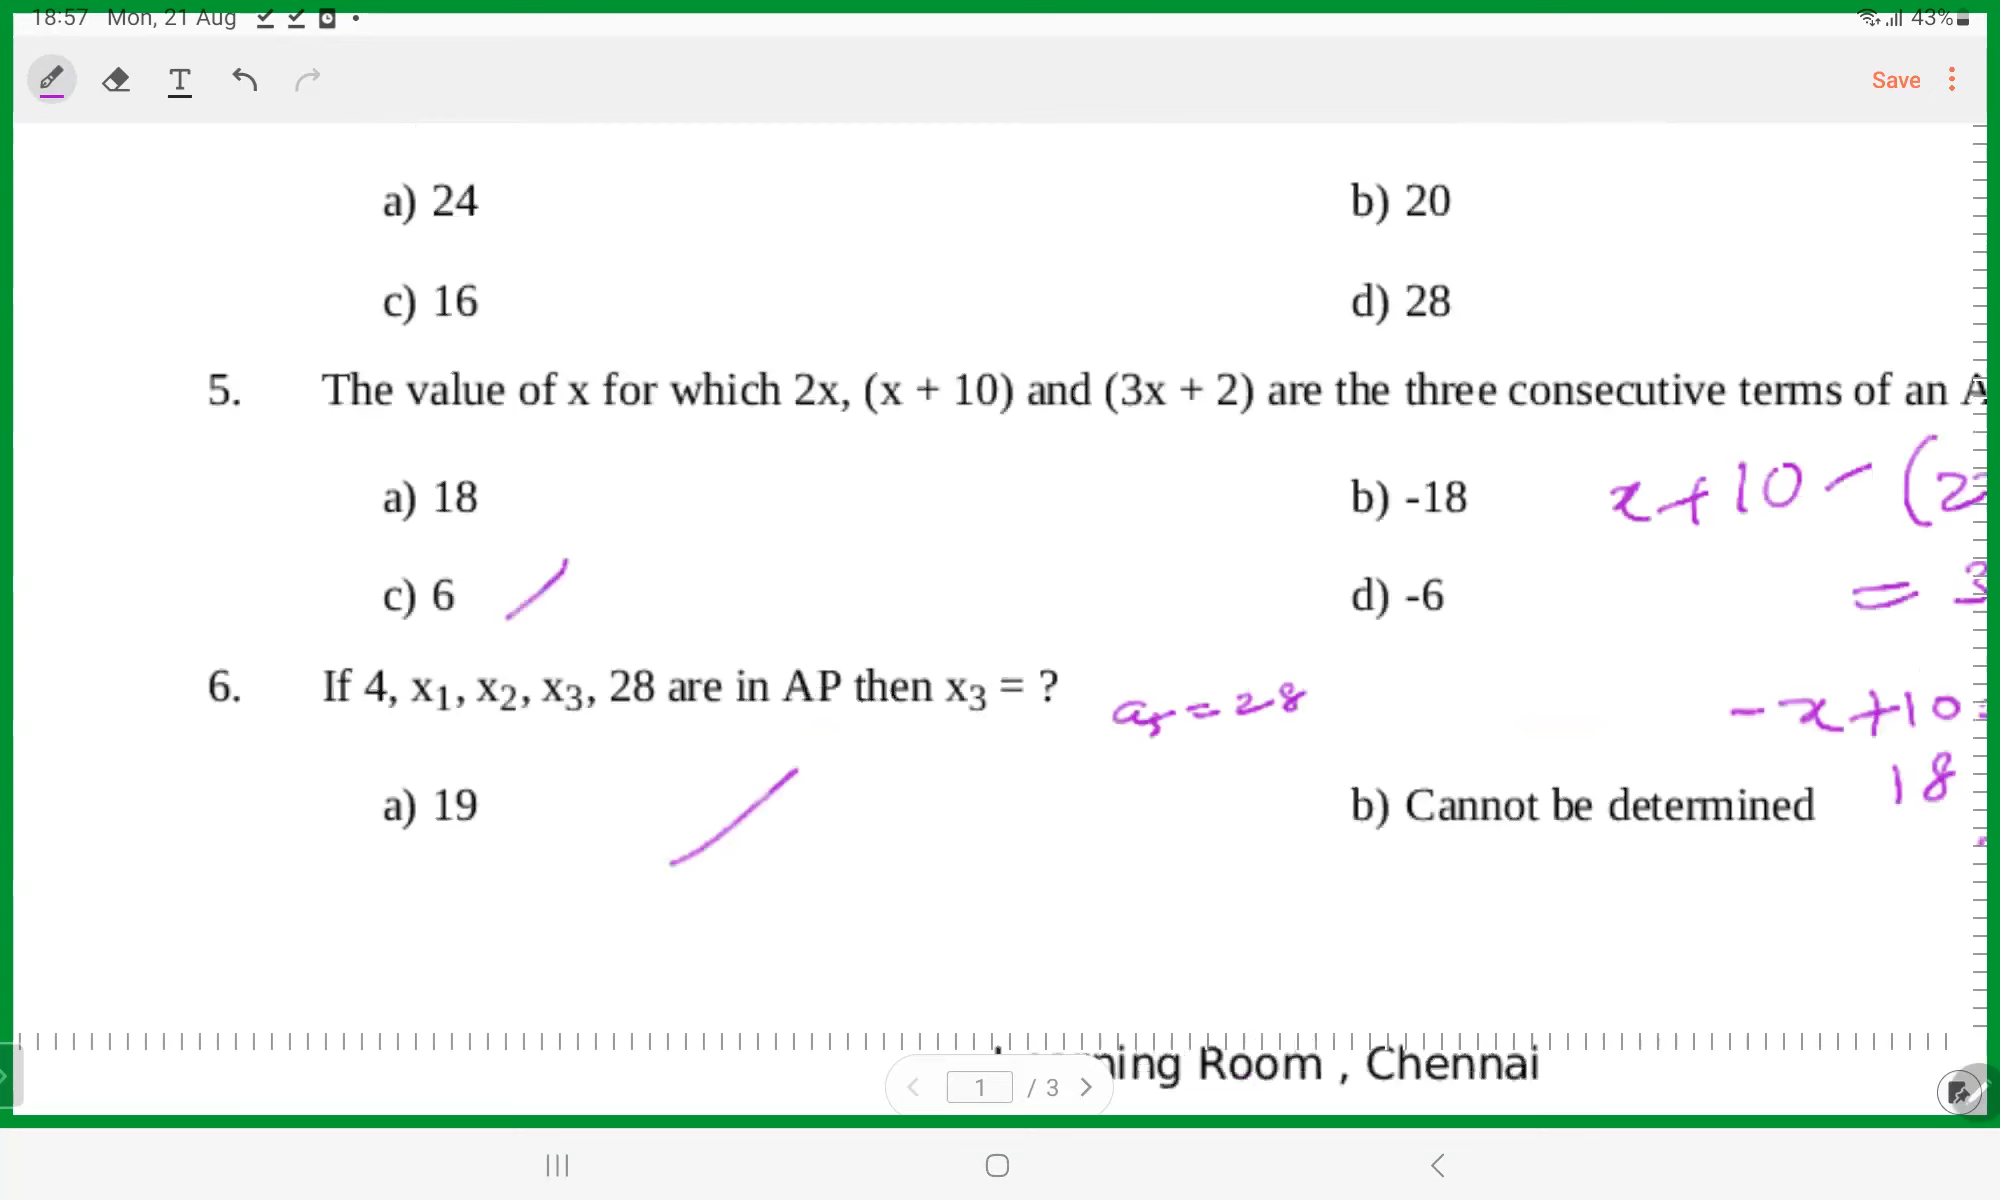 18:57 Mon, 21 Aug 43%
Save
a) 24 b) 20
c) 16 d) 28
5. The value of x for which 2x, (x + 10) and (3x + 2) are the three consecutive terms of an A
x+10-(2
a) 18 b) -18
= 3
c) 6 d) -6
6. If 4, x₁, x₂, x₃, 28 are in AP then x₃ = ?
a₅=28
-x+10=
18
a) 19 b) Cannot be determined
Room , Chennai
1 / 3